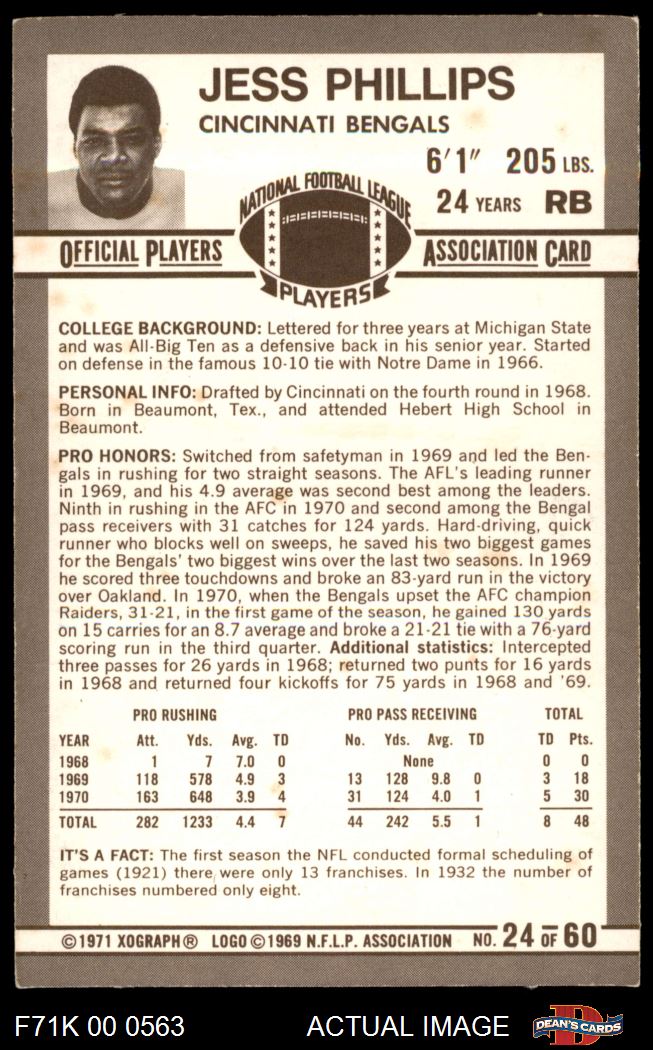 JESS PHILLIPS
CINCINNATI BENGALS
6'1" 205 LBS.
24 YEARS RB
NATIONAL FOOTBALL LEAGUE
OFFICIAL PLAYERS ASSOCIATION CARD
PLAYERS
COLLEGE BACKGROUND: Lettered for three years at Michigan State
and was All-Big Ten as a defensive back in his senior year. Started
on defense in the famous 10-10 tie with Notre Dame in 1966.
PERSONAL INFO: Drafted by Cincinnati on the fourth round in 1968.
Born in Beaumont, Tex., and attended Hebert High School in
Beaumont.
PRO HONORS: Switched from safetyman in 1969 and led the Ben-
gals in rushing for two straight seasons. The AFL's leading runner
in 1969, and his 4.9 average was second best among the leaders.
Ninth in rushing in the AFC in 1970 and second among the Bengal
pass receivers with 31 catches for 124 yards. Hard-driving, quick
runner who blocks well on sweeps, he saved his two biggest games
for the Bengals' two biggest wins over the last two seasons. In 1969
he scored three touchdowns and broke an 83-yard run in the victory
over Oakland. In 1970, when the Bengals upset the AFC champion
Raiders, 31-21, in the first game of the season, he gained 130 yards
on 15 carries for an 8.7 average and broke a 21-21 tie with a 76-yard
scoring run in the third quarter. Additional statistics: Intercepted
three passes for 26 yards in 1968; returned two punts for 16 yards
in 1968 and returned four kickoffs for 75 yards in 1968 and '69.
PRO RUSHING PRO PASS RECEIVING TOTAL
YEAR Att. Yds. Avg. TD No. Yds. Avg. TD TD Pts.
1968 1 7 7.0 0 None 0 0
1969 118 578 4.9 3 13 128 9.8 0 3 18
1970 163 648 3.9 4 31 124 4.0 1 5 30
TOTAL 282 1233 4.4 7 44 242 5.5 1 8 48
IT'S A FACT: The first season the NFL conducted formal scheduling of
games (1921) there were only 13 franchises. In 1932 the number of
franchises numbered only eight.
©1971 XOGRAPH® LOGO ©1969 N.F.L.P. ASSOCIATION NO. 24 OF 60
F71K 00 0563 ACTUAL IMAGE D DEAN'S CARDS